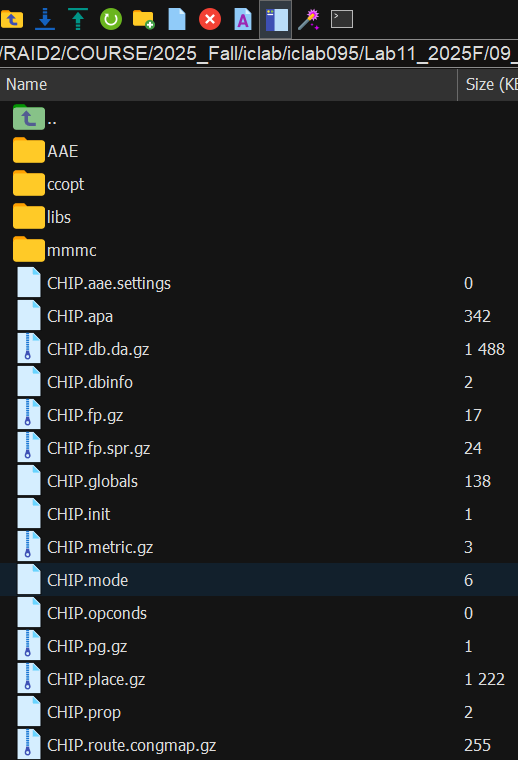 /RAID2/COURSE/2025_Fall/iclab/iclab095/Lab11_2025F/09_
Name Size (KB
..
AAE
ccopt
libs
mmmc
CHIP.aae.settings 0
CHIP.apa 342
CHIP.db.da.gz 1 488
CHIP.dbinfo 2
CHIP.fp.gz 17
CHIP.fp.spr.gz 24
CHIP.globals 138
CHIP.init 1
CHIP.metric.gz 3
CHIP.mode 6
CHIP.opconds 0
CHIP.pg.gz 1
CHIP.place.gz 1 222
CHIP.prop 2
CHIP.route.congmap.gz 255